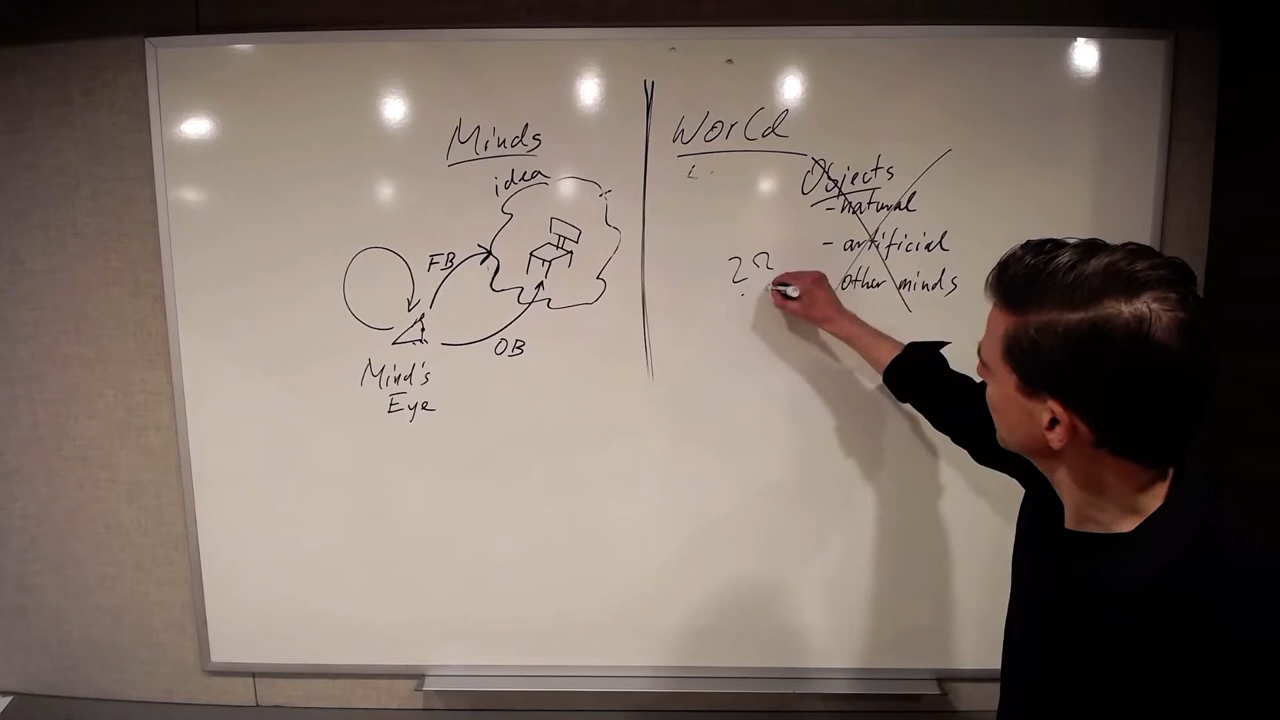 Minds
idea
FB
OB
Mind's
Eye
World
Objects
- natural
- artificial
other minds
? ?